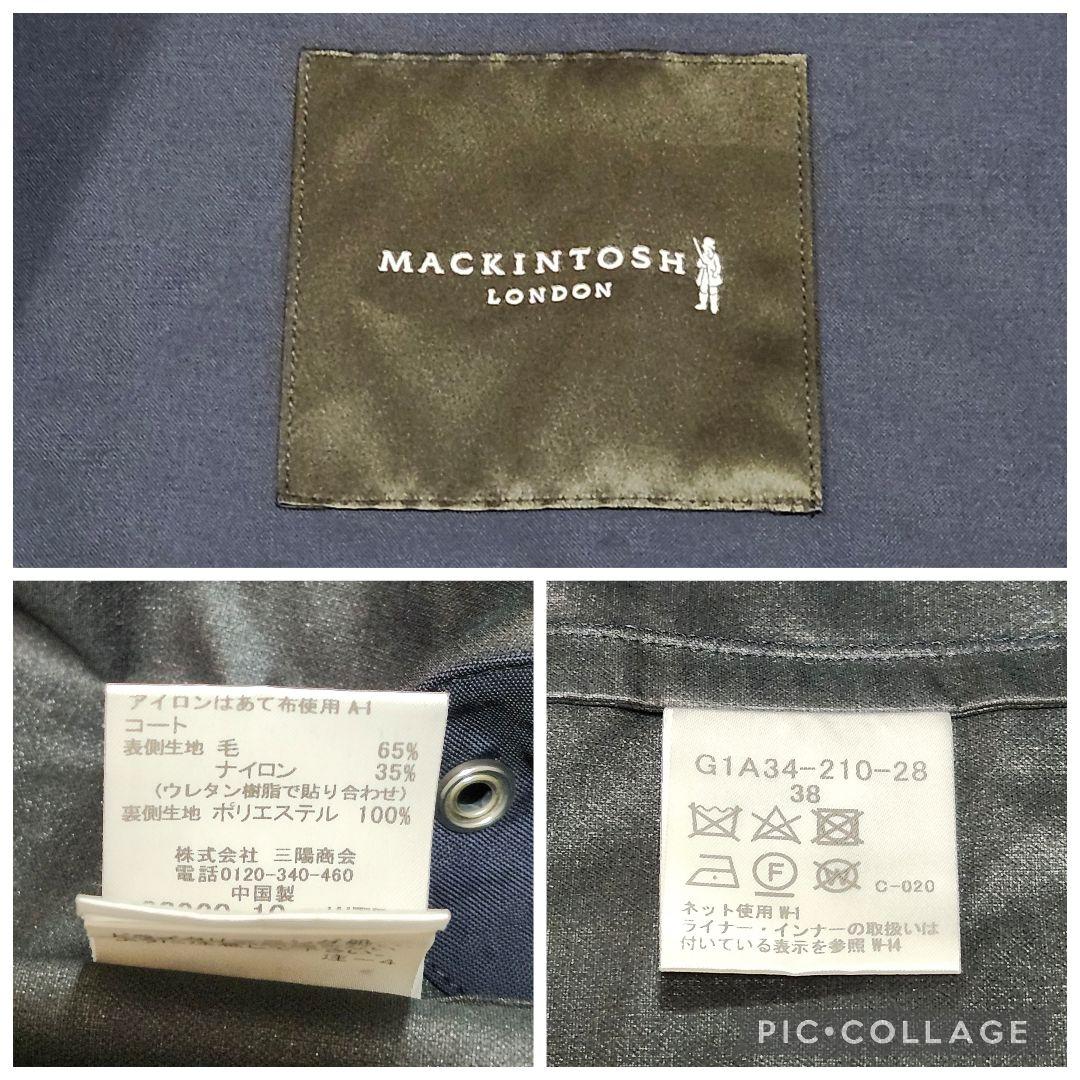 MACKINTOSH
LONDON
アイロンはあて布使用 A-1
コート
表側生地 毛 65%
ナイロン 35%
(ウレタン樹脂で貼り合わせ)
裏側生地 ポリエステル 100%
株式会社 三陽商会
電話0120-340-460
中国製
注-4
G1A34-210-28
38
F
W
C-020
ネット使用 W-1
ライナー・インナーの取扱いは
付いている表示を参照 W-14
PIC•COLLAGE